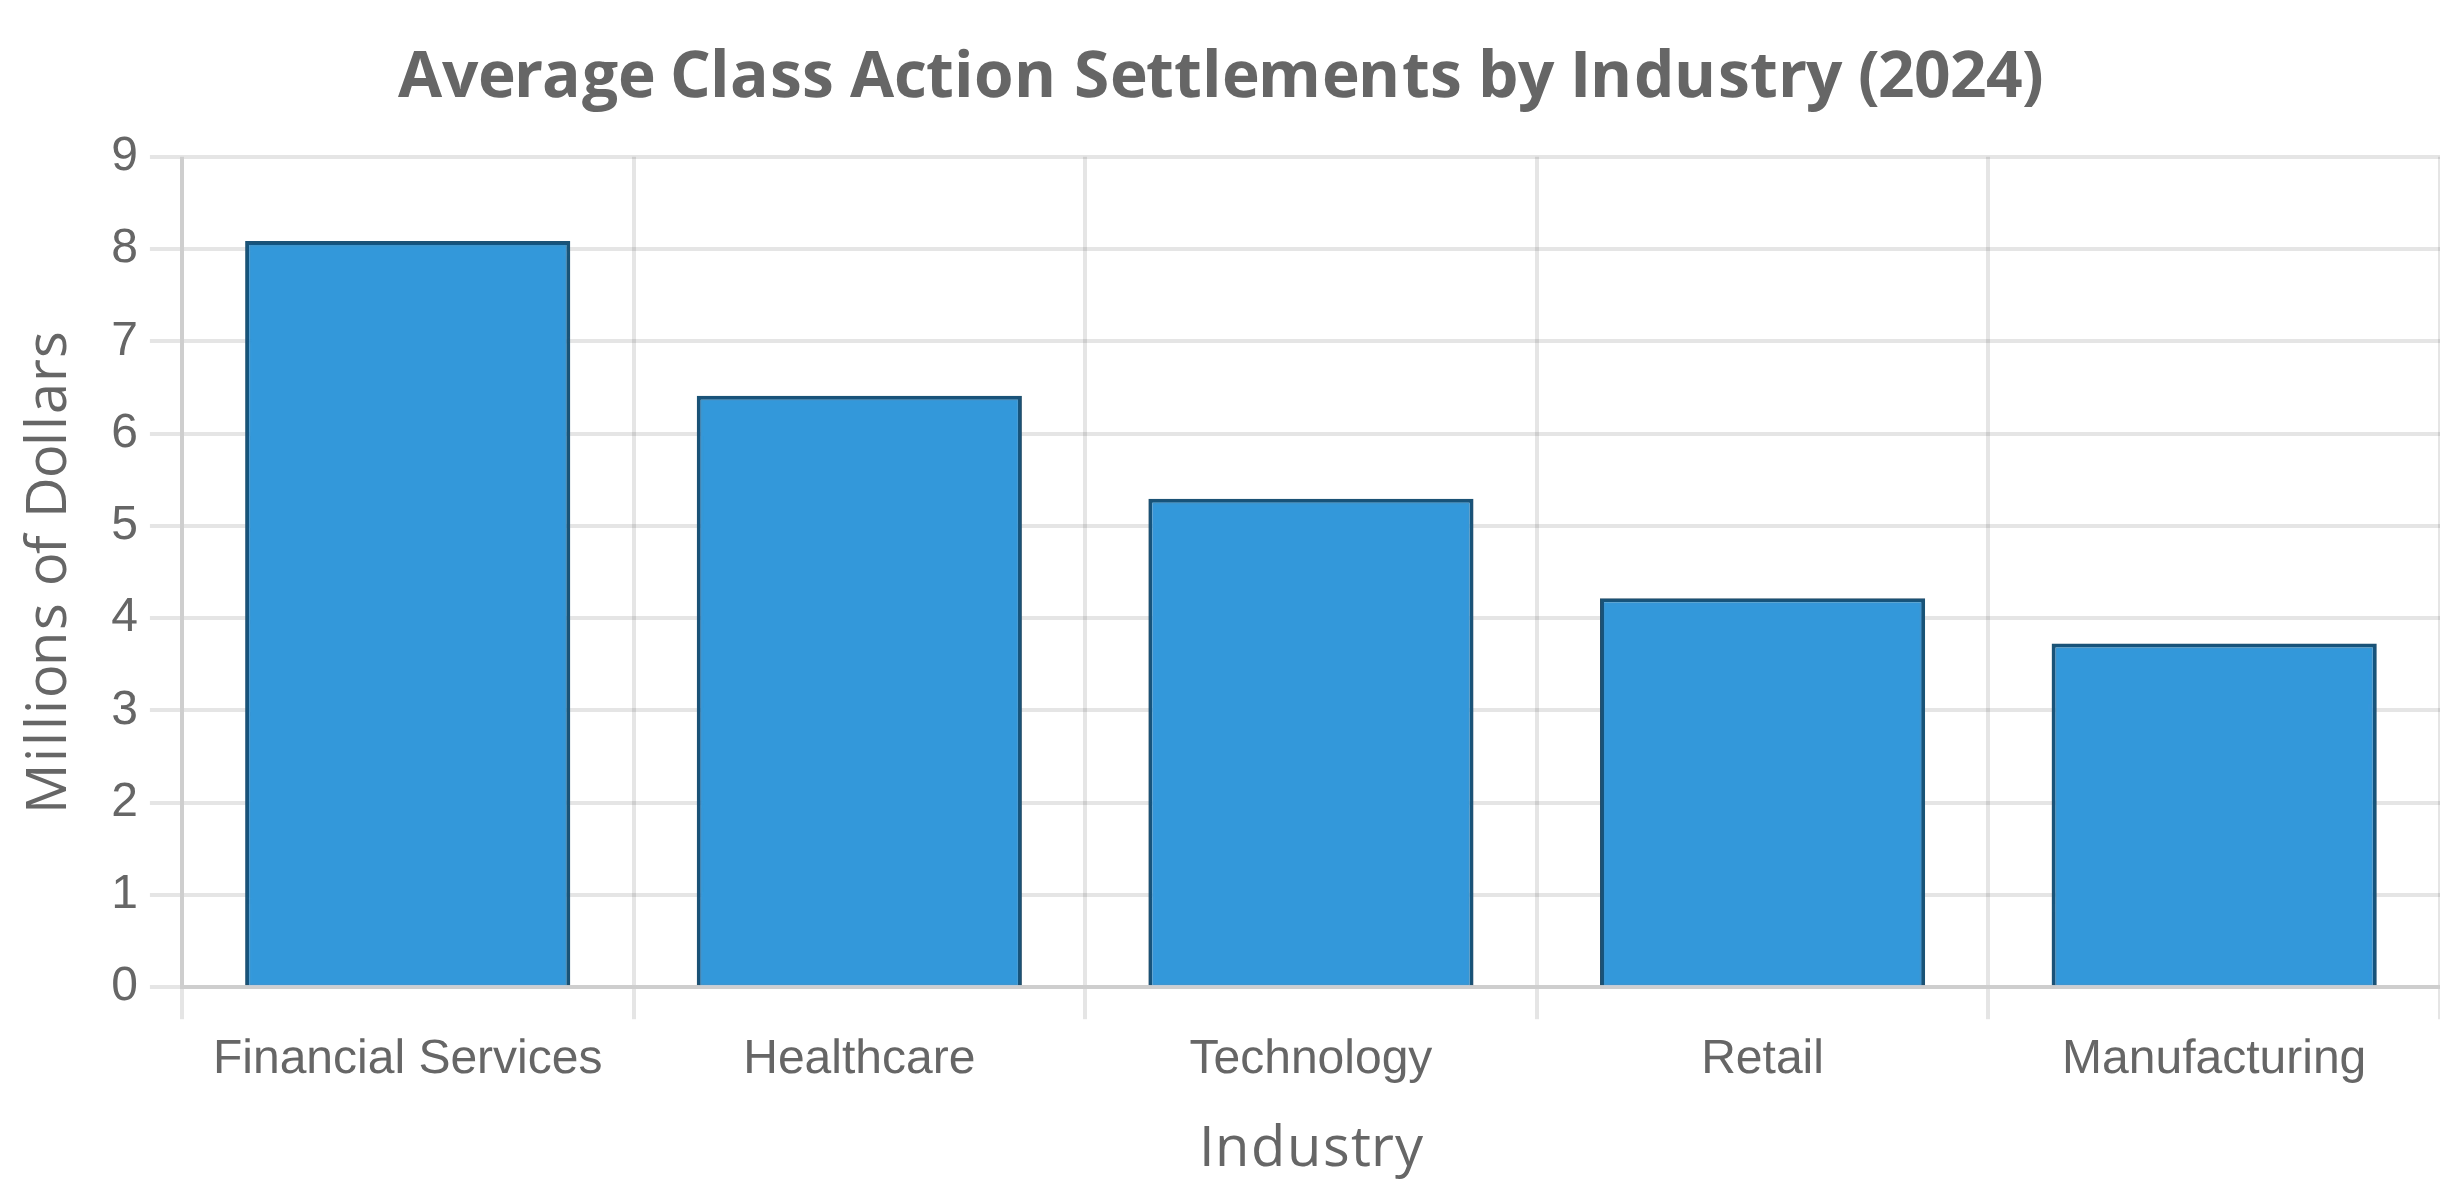 Average Class Action Settlements by Industry (2024)
Millions of Dollars
9
8
7
6
5
4
3
2
1
0
Financial Services Healthcare Technology Retail Manufacturing
Industry